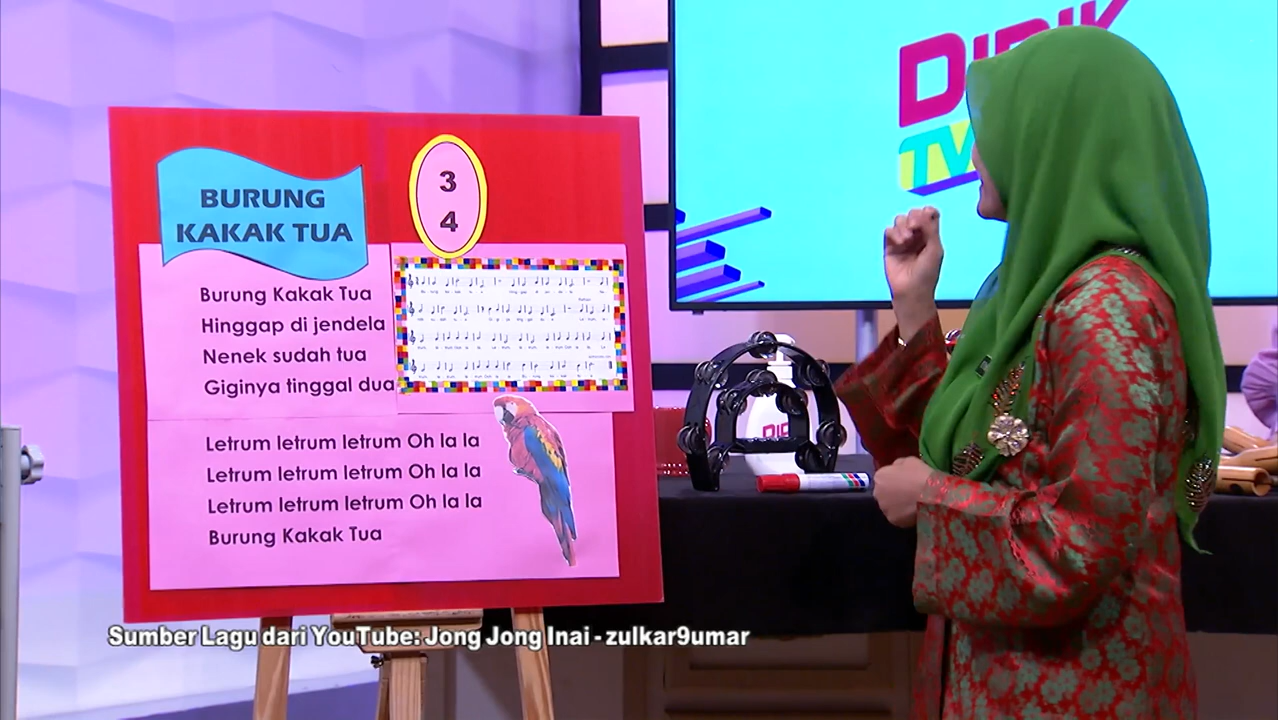 BURUNG
KAKAK TUA
3
4
Burung Kakak Tua
Hinggap di jendela
Nenek sudah tua
Giginya tinggal dua
Letrum letrum letrum Oh la la
Letrum letrum letrum Oh la la
Letrum letrum letrum Oh la la
Burung Kakak Tua
TV
Sumber Lagu dari YouTube: Jong Jong Inai - zulkar9umar